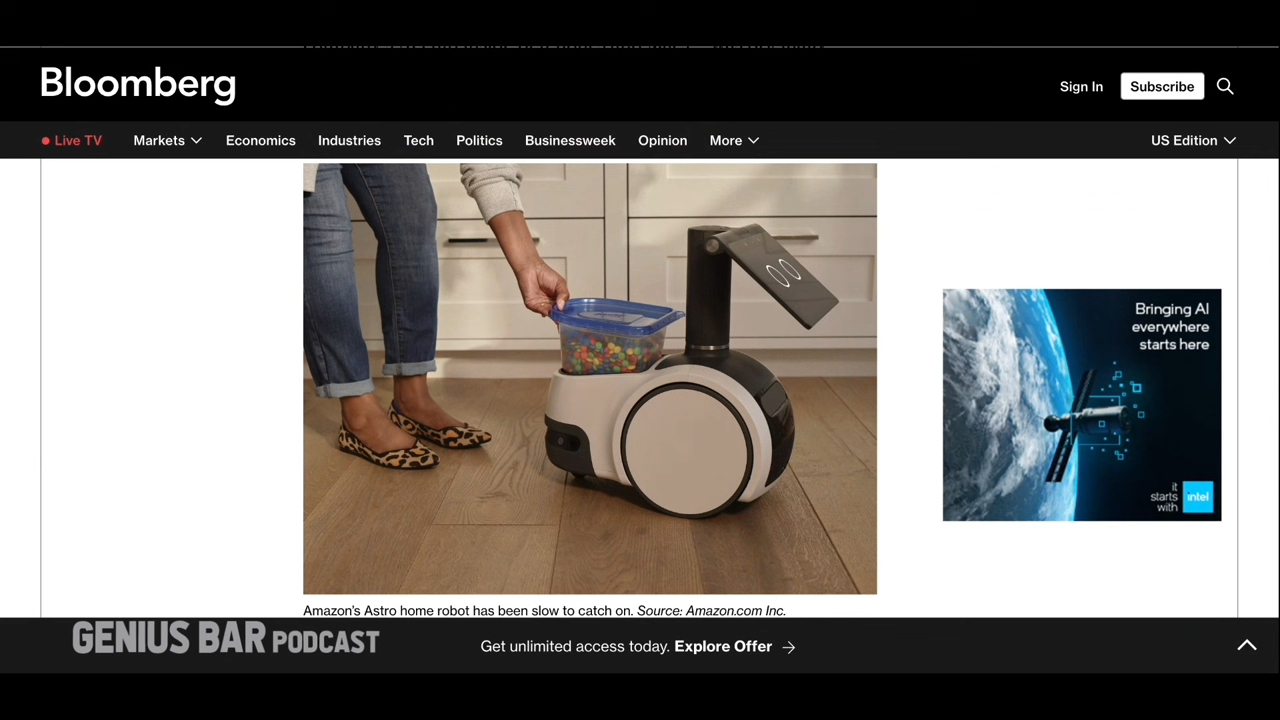 Bloomberg
Sign In
Subscribe
Live TV
Markets
Economics
Industries
Tech
Politics
Businessweek
Opinion
More
US Edition
Bringing AI
everywhere
starts here
it
starts
with
intel
Amazon's Astro home robot has been slow to catch on. Source: Amazon.com Inc.
GENIUS BAR PODCAST
Get unlimited access today. Explore Offer →